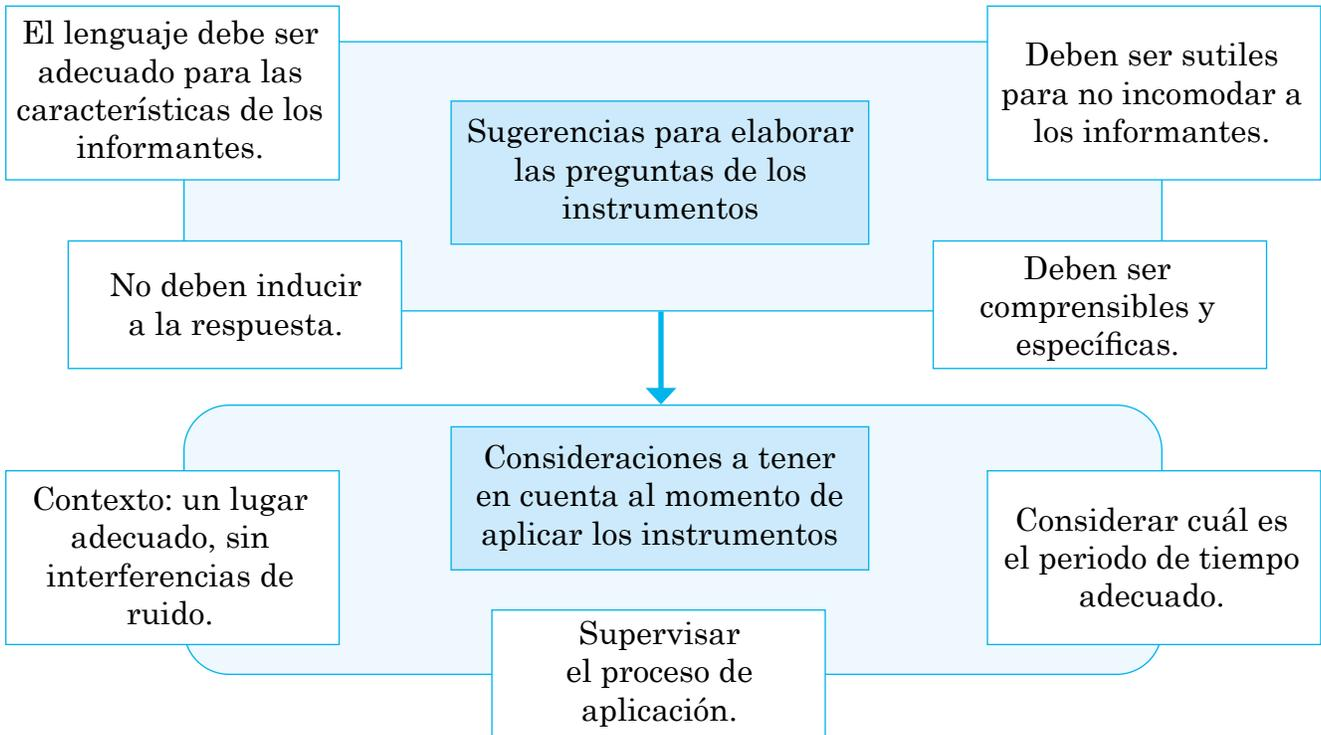 El lenguaje debe ser
adecuado para las
características de los
informantes.
Deben ser sutiles
para no incomodar a
los informantes.
Sugerencias para elaborar
las preguntas de los
instrumentos
No deben inducir
a la respuesta.
Deben ser
comprensibles y
específicas.
Consideraciones a tener
en cuenta al momento de
aplicar los instrumentos
Contexto: un lugar
adecuado, sin
interferencias de
ruido.
Considerar cuál es
el periodo de tiempo
adecuado.
Supervisar
el proceso de
aplicación.